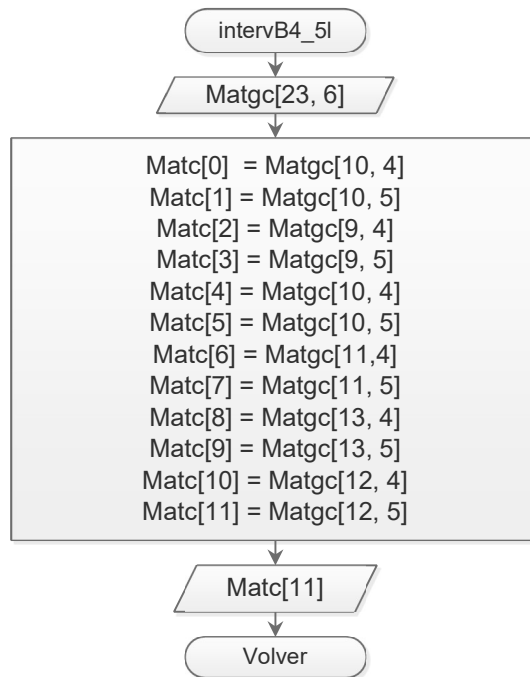 intervB4_5l
Matgc[23, 6]
Matc[0]  = Matgc[10, 4]
Matc[1] = Matgc[10, 5]
Matc[2] = Matgc[9, 4]
Matc[3] = Matgc[9, 5]
Matc[4] = Matgc[10, 4]
Matc[5] = Matgc[10, 5]
Matc[6] = Matgc[11,4]
Matc[7] = Matgc[11, 5]
Matc[8] = Matgc[13, 4]
Matc[9] = Matgc[13, 5]
Matc[10] = Matgc[12, 4]
Matc[11] = Matgc[12, 5]
Matc[11]
Volver